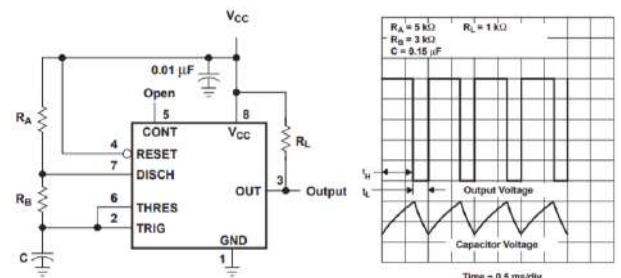 VCC
0.01 µF
Open
5
8
RA
CONT
VCC
RL
4
RESET
7
DISCH
3
RB
OUT
Output
6
THRES
2
TRIG
C
GND
1
RA = 5 kΩ RL = 1 kΩ
RB = 3 kΩ
C = 0.15 µF
tH
tL
Output Voltage
Capacitor Voltage
Time = 0.5 ms/div